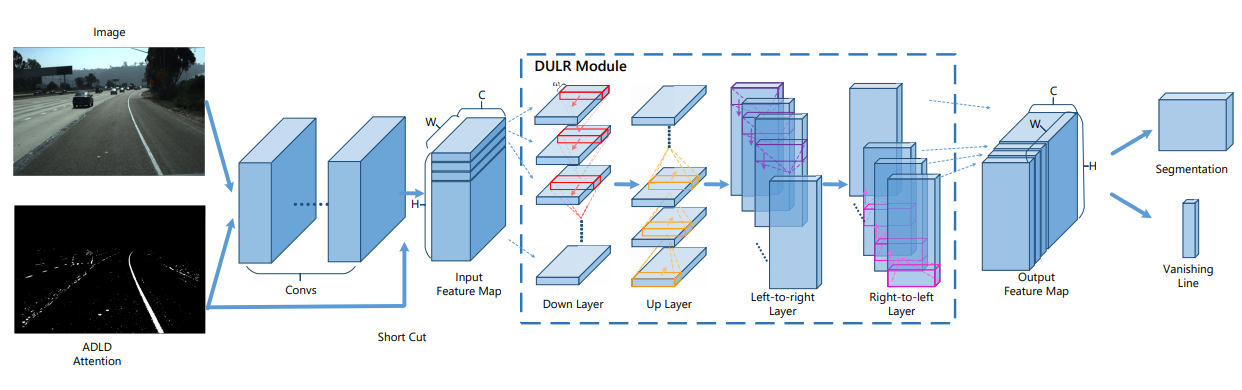 Image
ADLD
Attention
Convs
Short Cut
H
W
C
Input
Feature Map
DULR Module
Down Layer
Up Layer
Left-to-right
Layer
Right-to-left
Layer
C
W
H
Output
Feature Map
Segmentation
Vanishing
Line